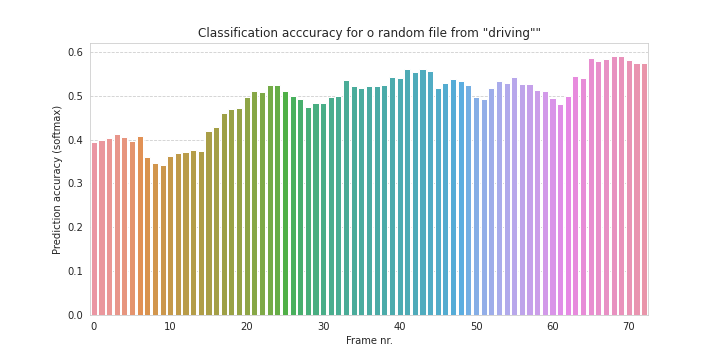 Classification acccuracy for o random file from "driving""
Prediction accuracy (softmax)
0.6
0.5
0.4
0.3
0.2
0.1
0.0
0 10 20 30 40 50 60 70
Frame nr.